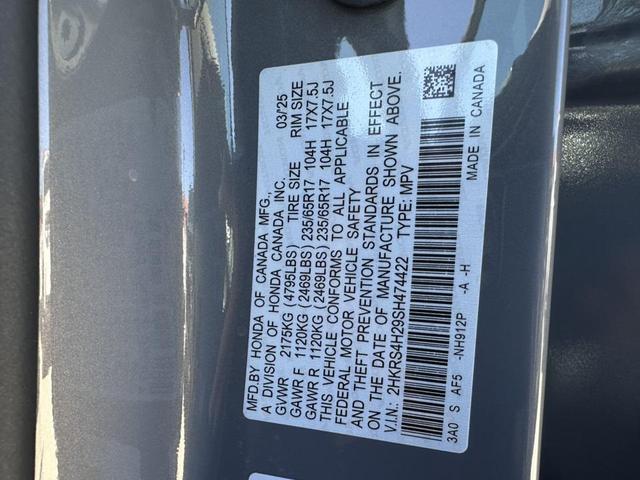 MFD.BY HONDA OF CANADA MFG., 03/25
A DIVISION OF HONDA CANADA INC.
GVWR 2175KG (4795LBS) TIRE SIZE RIM SIZE
GAWR F 1120KG (2469LBS) 235/65R17 104H 17X7.5J
GAWR R 1120KG (2469LBS) 235/65R17 104H 17X7.5J
THIS VEHICLE CONFORMS TO ALL APPLICABLE
FEDERAL MOTOR VEHICLE SAFETY
AND THEFT PREVENTION STANDARDS IN EFFECT
ON THE DATE OF MANUFACTURE SHOWN ABOVE.
V.I.N.: 2HKRS4H29SH474422 TYPE: MPV
3A0 S AF5 -NH912P -A -H
MADE IN CANADA